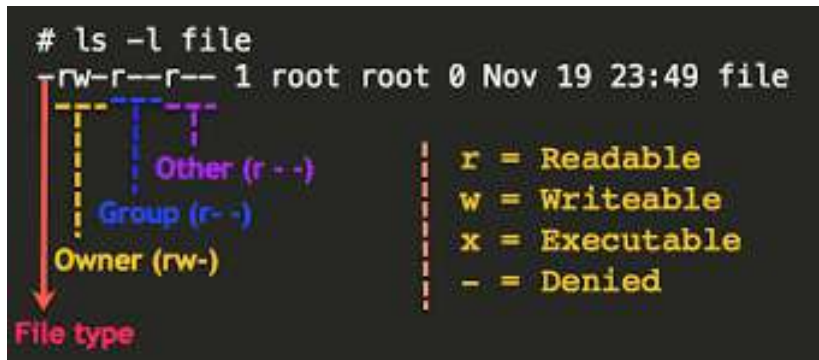 # ls -l file
-rw-r--r-- 1 root root 0 Nov 19 23:49 file
Other (r - -)
Group (r- -)
Owner (rw-)
File type
r = Readable
w = Writeable
x = Executable
- = Denied